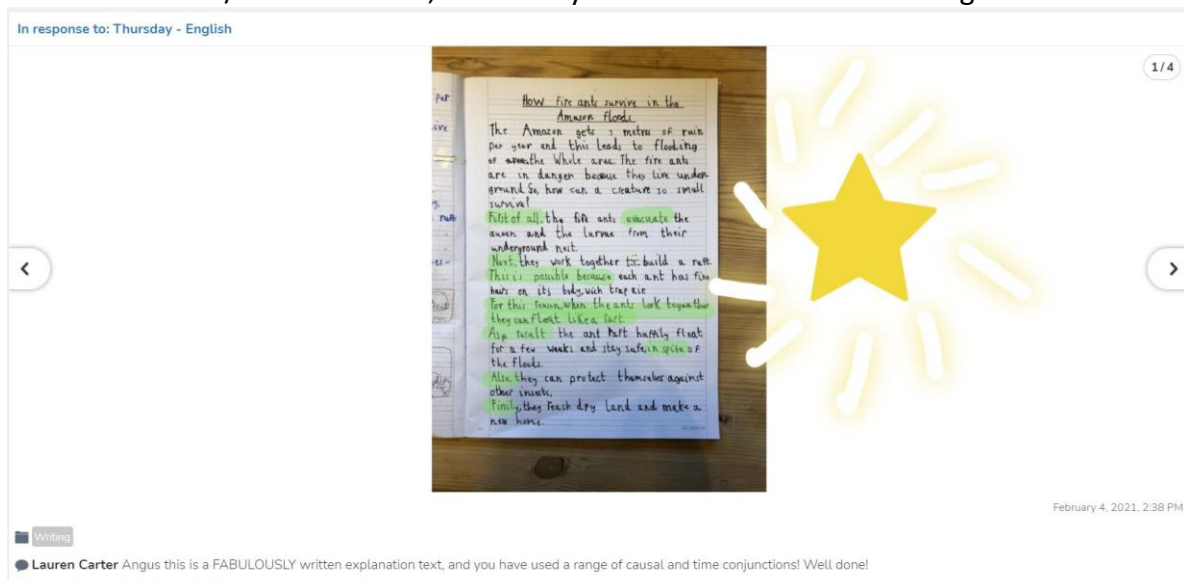 In response to: Thursday - English
1/4
How fire ants survive in the
Amazon floods
The Amazon gets 3 metres of rain
per year and this leads to flooding
of the whole area. The fire ants
are in danger because they live under
ground. So, how can a creature so small
survive?
First of all, the fire ants evacuate the
queen and the larvae from their
underground nest.
Next, they work together to build a raft.
This is possible because each ant has fine
hairs on its body, wich trap air
For this reason, when the ants lock together
they can float like a raft.
As a result the ant raft happily float
for a few weeks and stay safe, in spite of
the floods.
Also, they can protect themselves against
other insects.
Finily, they reach dry land and make a
new home.
raft
February 4, 2021, 2:38 PM
Writing
Lauren Carter Angus this is a FABULOUSLY written explanation text, and you have used a range of causal and time conjunctions! Well done!